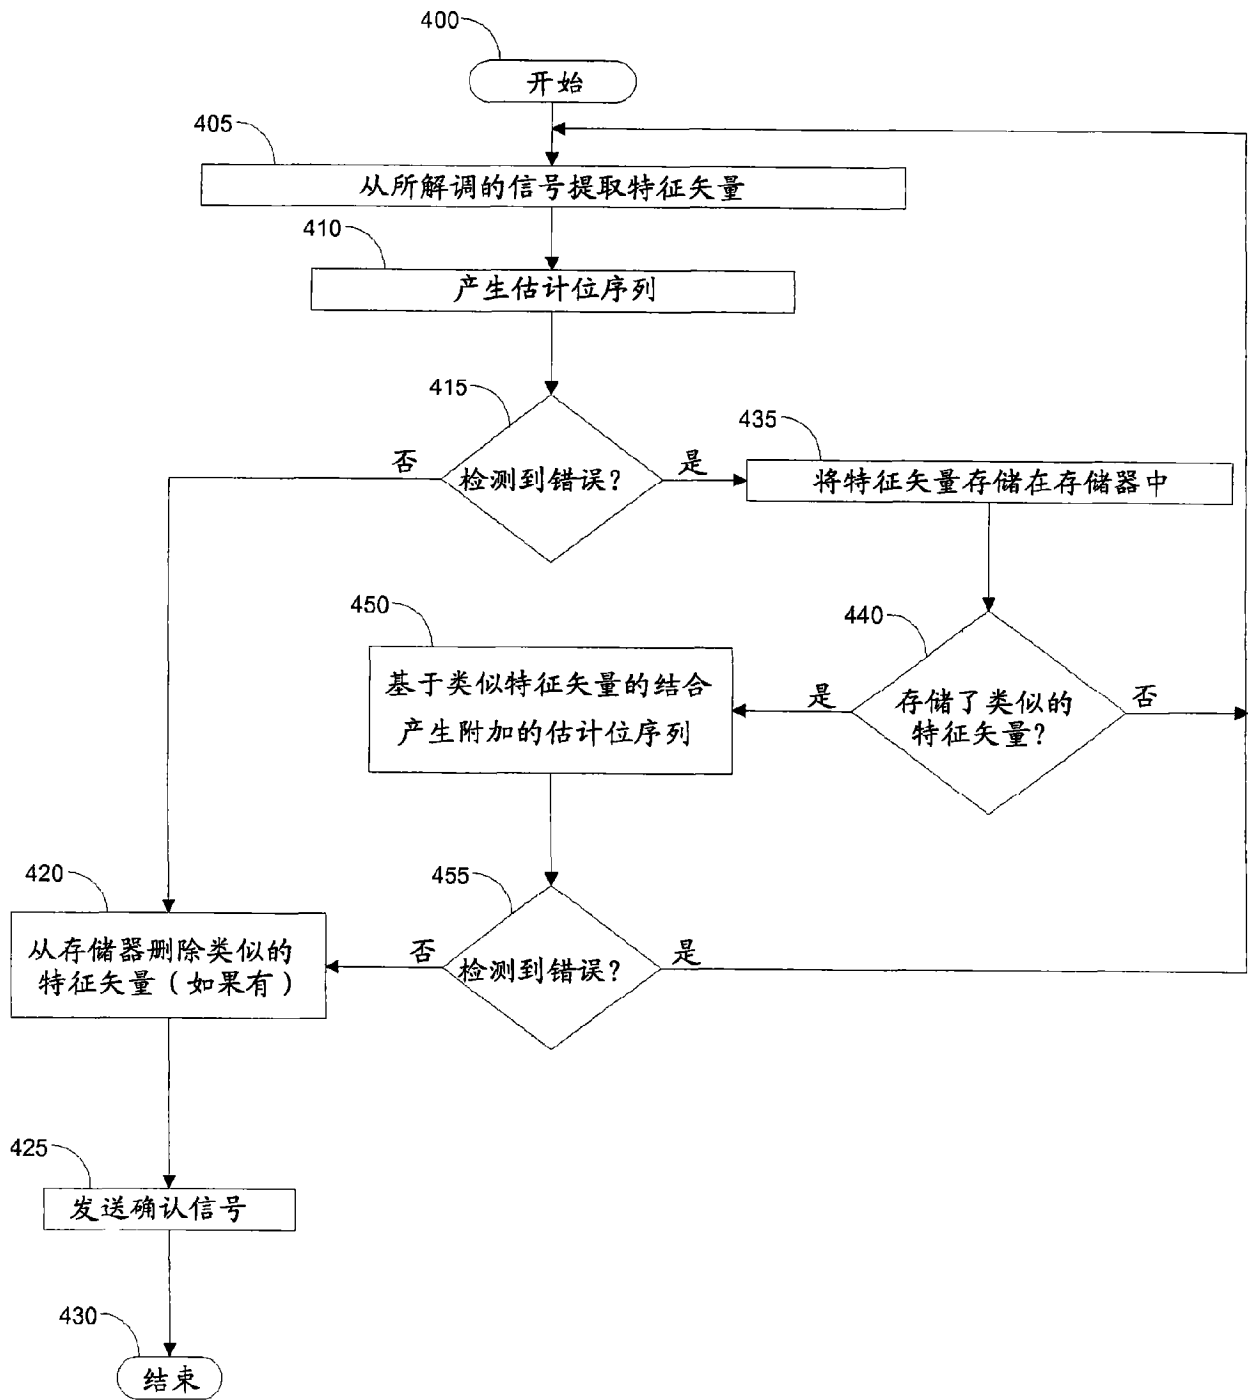 400
开始
405
从所解调的信号提取特征矢量
410
产生估计位序列
415
检测到错误?
否
是
435
将特征矢量存储在存储器中
440
存储了类似的
特征矢量?
是
否
450
基于类似特征矢量的结合
产生附加的估计位序列
455
检测到错误?
否
是
420
从存储器删除类似的
特征矢量(如果有)
425
发送确认信号
430
结束